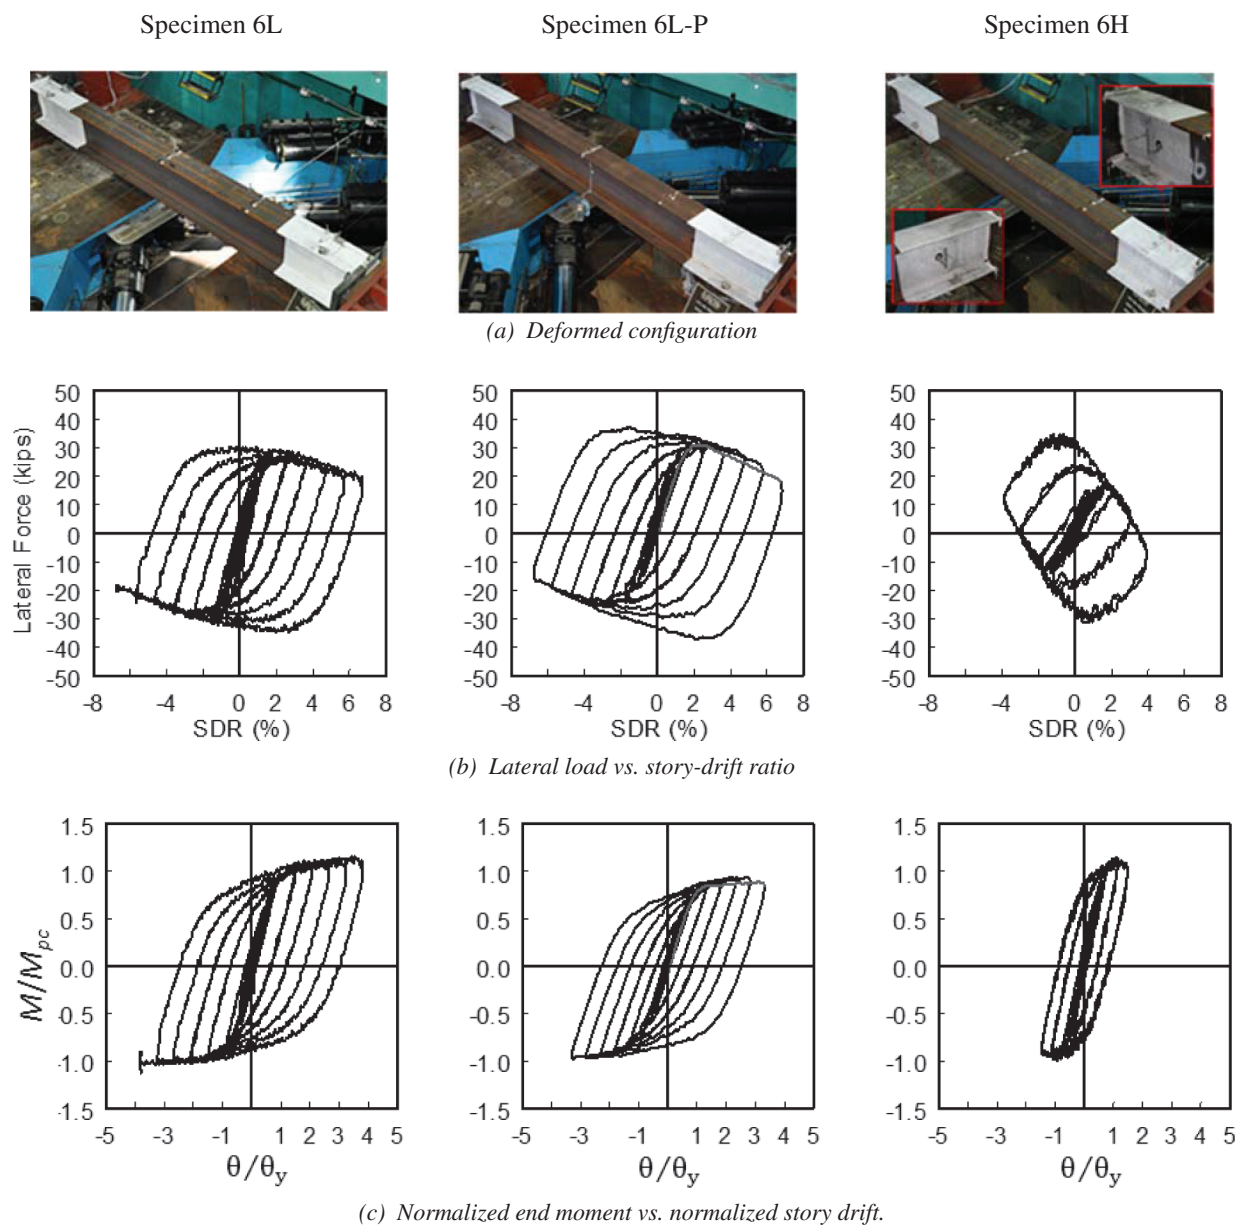 Specimen 6L
Specimen 6L-P
Specimen 6H
(a) Deformed configuration
50
40
30
20
10
0
-10
-20
-30
-40
-50
Lateral Force (kips)
-8 -4 0 2 4 6 8
SDR (%)
50
40
30
20
10
0
-10
-20
-30
-40
-50
-8 -4 0 2 4 6 8
SDR (%)
50
40
30
20
10
0
-10
-20
-30
-40
-50
-8 -4 0 2 4 6 8
SDR (%)
(b) Lateral load vs. story-drift ratio
1.5
1.0
0.5
0.0
-0.5
-1.0
-1.5
M/Mpc
-5 -3 -1 1 2 3 4 5
θ/θy
1.5
1.0
0.5
0.0
-0.5
-1.0
-1.5
-5 -3 -1 1 2 3 4 5
θ/θy
1.5
1.0
0.5
0.0
-0.5
-1.0
-1.5
-5 -3 -1 1 2 3 4 5
θ/θy
(c) Normalized end moment vs. normalized story drift.